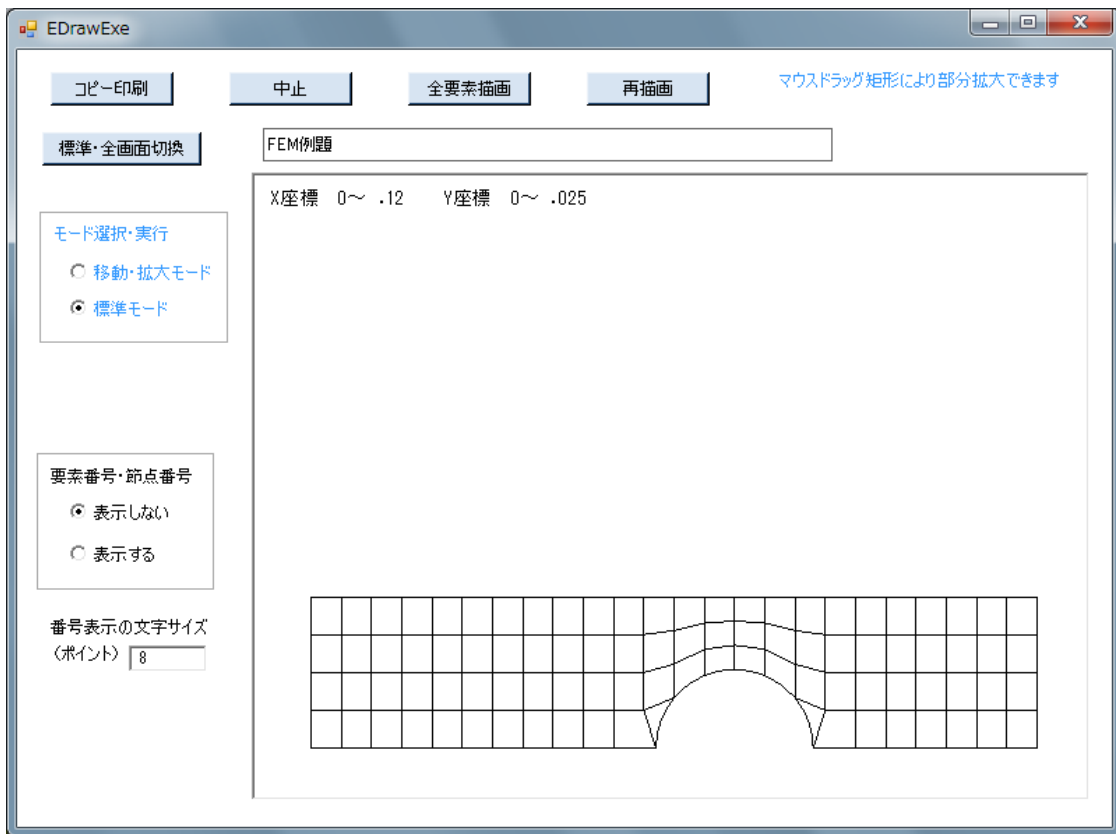 EDrawExe
コピー印刷 中止 全要素描画 再描画 マウスドラッグ矩形により部分拡大できます
標準・全画面切換 FEM例題
X座標 0～ .12 Y座標 0～ .025
モード選択・実行
移動・拡大モード
標準モード
要素番号・節点番号
表示しない
表示する
番号表示の文字サイズ
（ポイント） 8